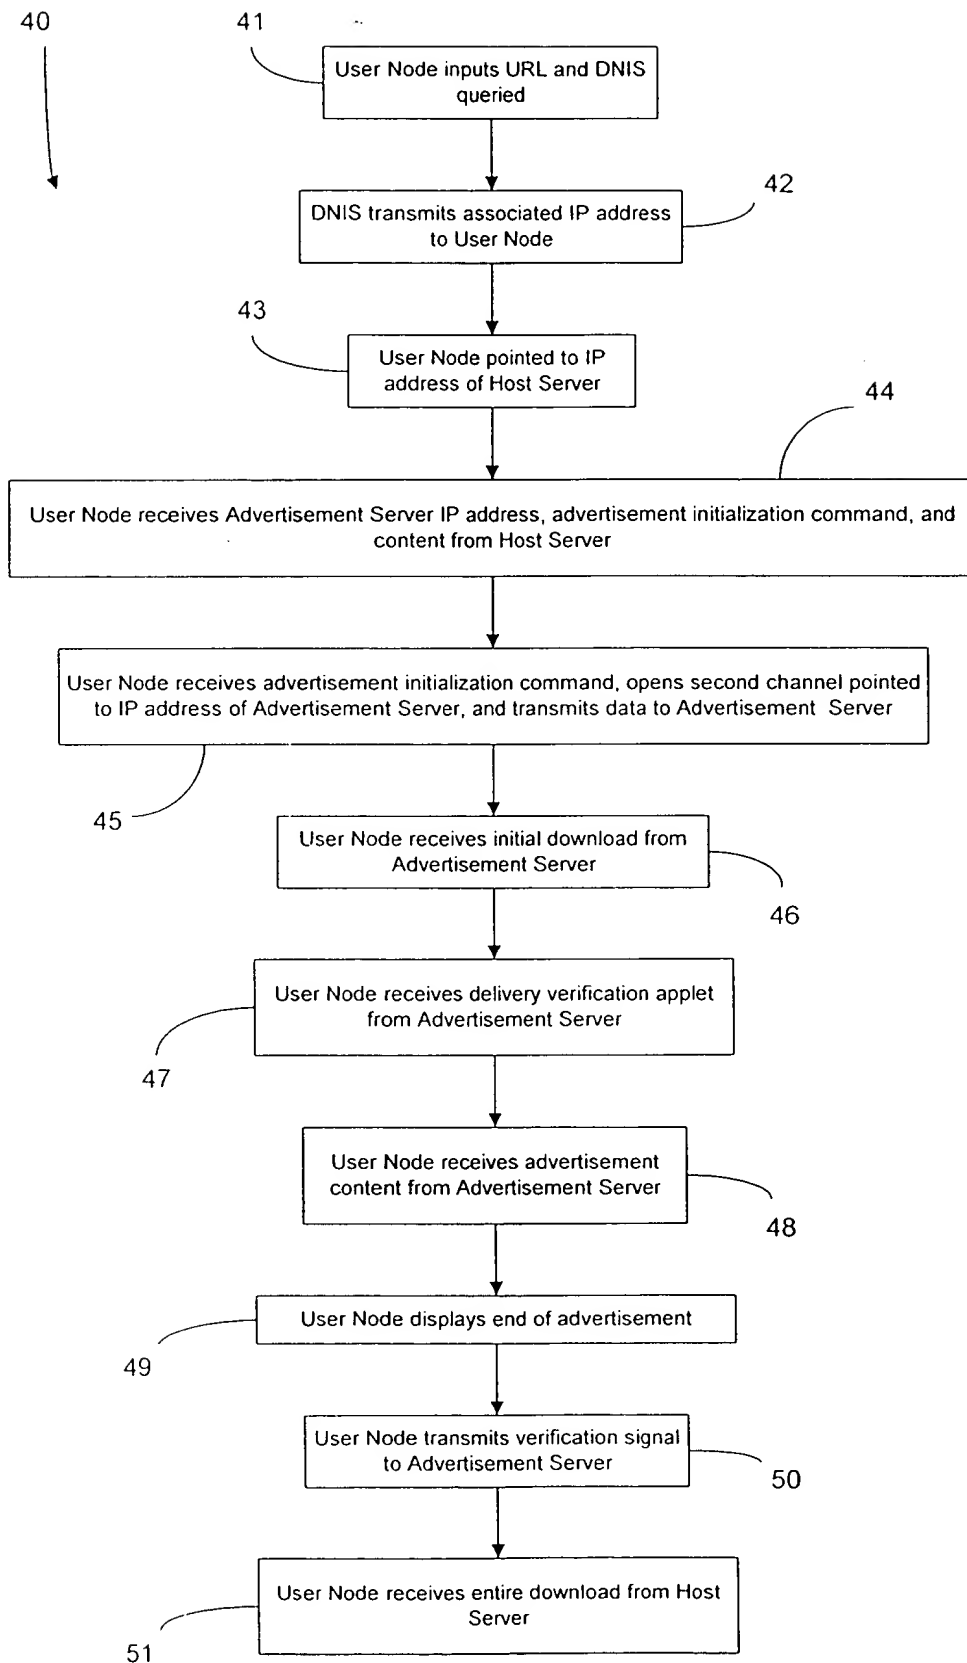 40
41
User Node inputs URL and DNIS
queried
42
DNIS transmits associated IP address
to User Node
43
User Node pointed to IP
address of Host Server
44
User Node receives Advertisement Server IP address, advertisement initialization command, and
content from Host Server
User Node receives advertisement initialization command, opens second channel pointed
to IP address of Advertisement Server, and transmits data to Advertisement Server
45
User Node receives initial download from
Advertisement Server
46
User Node receives delivery verification applet
from Advertisement Server
47
User Node receives advertisement
content from Advertisement Server
48
User Node displays end of advertisement
49
User Node transmits verification signal
to Advertisement Server
50
User Node receives entire download from Host
Server
51